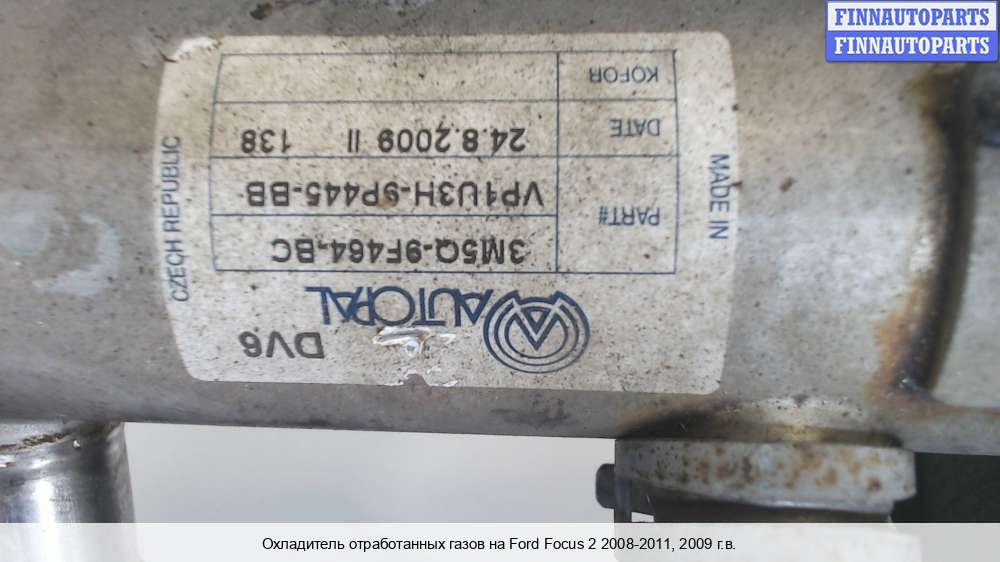 FINNAUTOPARTS
FINNAUTOPARTS
DV6
AUTOPAL
3M5Q-9F464-BC
PART# VP1U3H-9P445-BB
DATE 24.8.2009 II 138
KOFOR
MADE IN
CZECH REPUBLIC
Охладитель отработанных газов на Ford Focus 2 2008-2011, 2009 г.в.